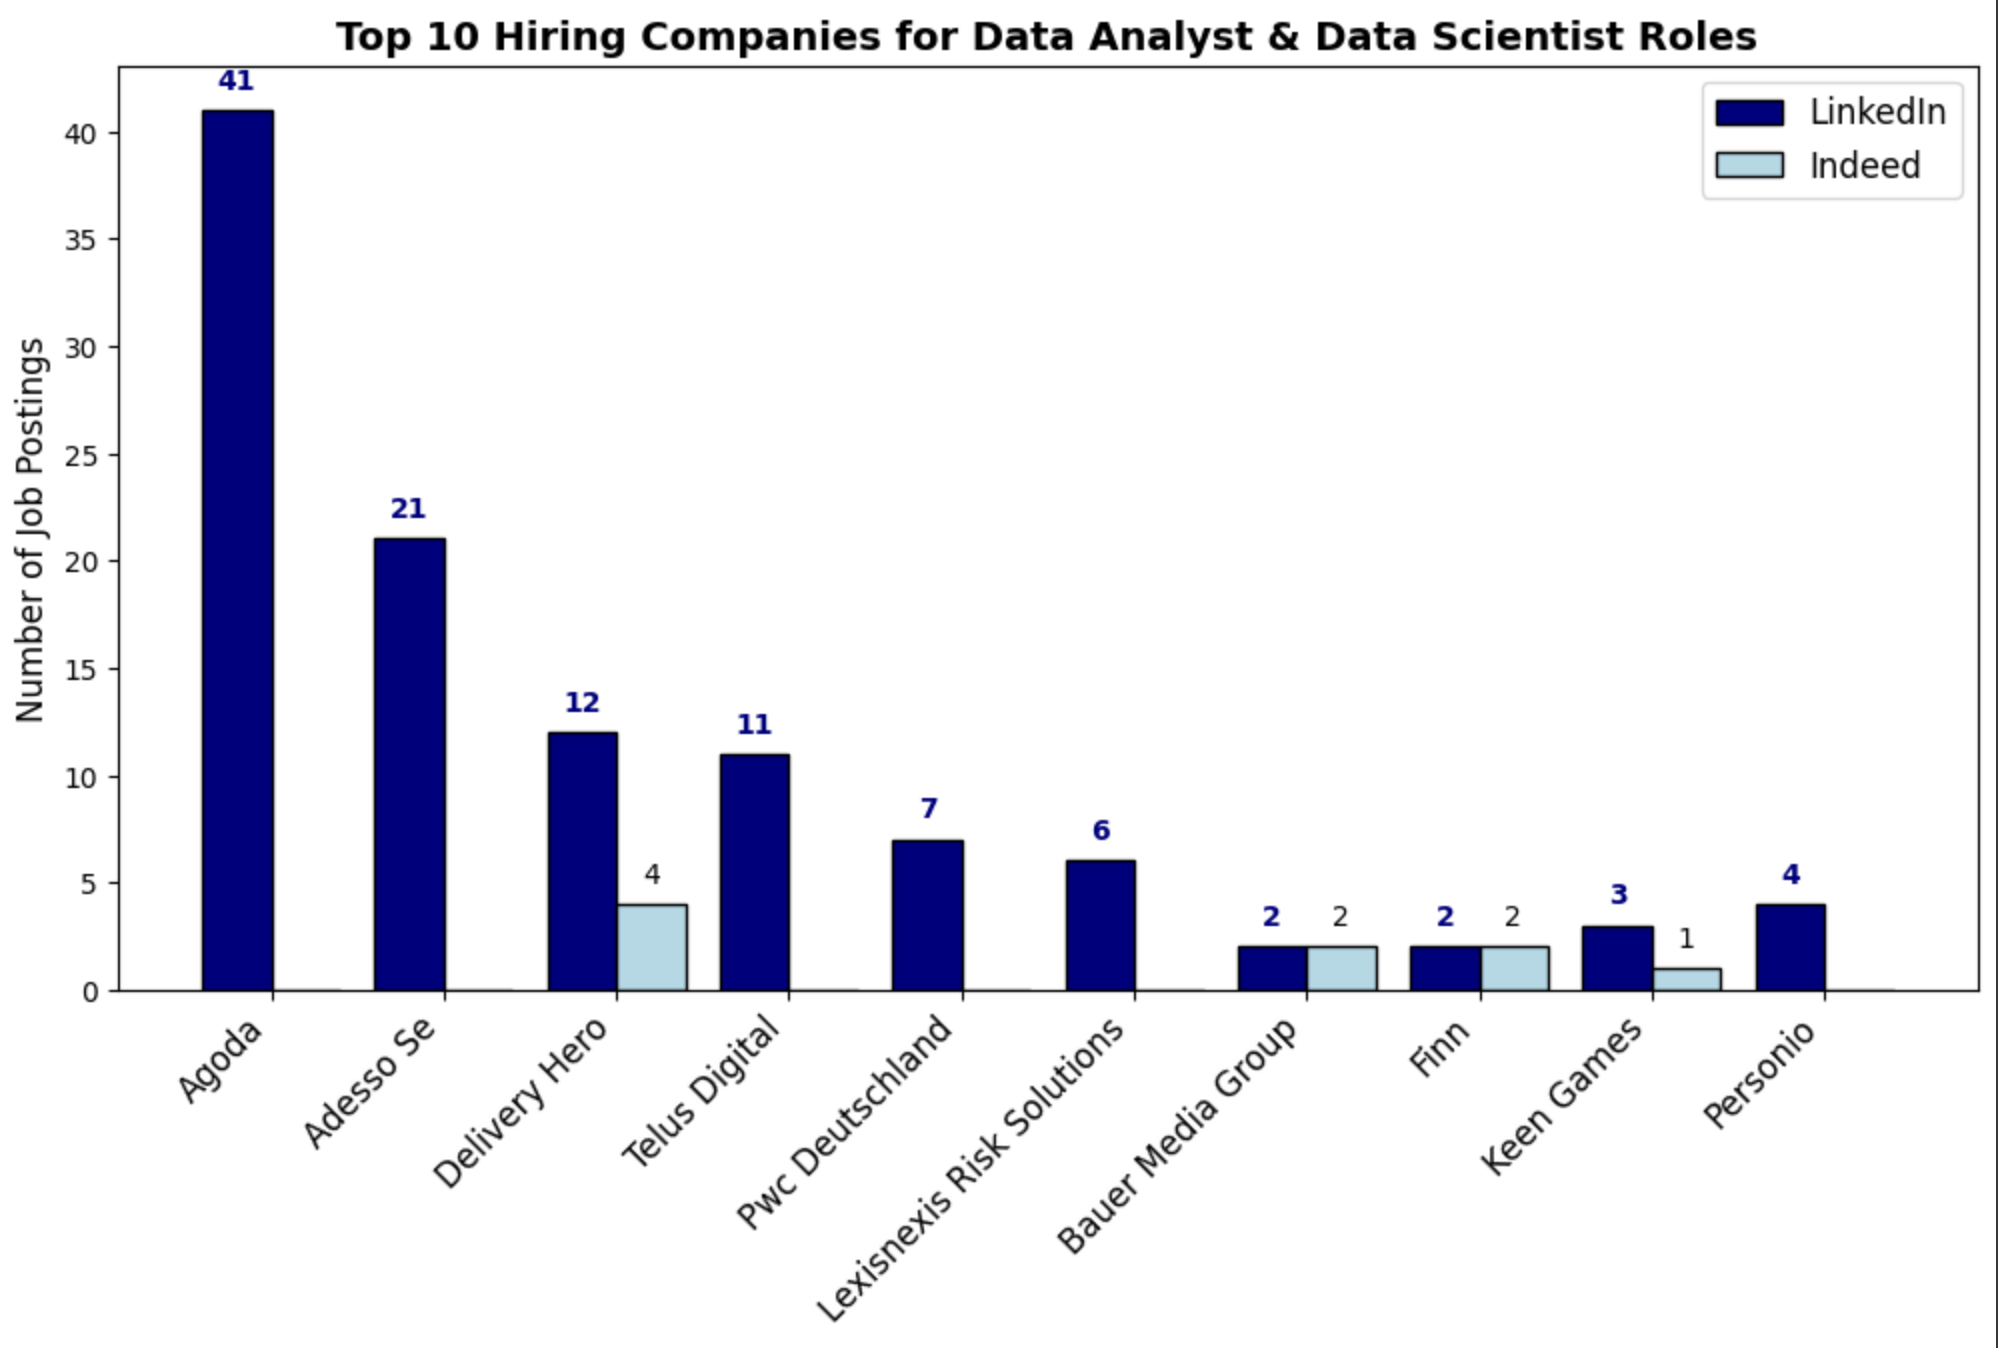 Top 10 Hiring Companies for Data Analyst & Data Scientist Roles
LinkedIn
Indeed
Number of Job Postings
40
35
30
25
20
15
10
5
0
41
21
12
4
11
7
6
2
2
2
2
3
1
4
Agoda
Adesso Se
Delivery Hero
Telus Digital
Pwc Deutschland
Lexisnexis Risk Solutions
Bauer Media Group
Finn
Keen Games
Personio